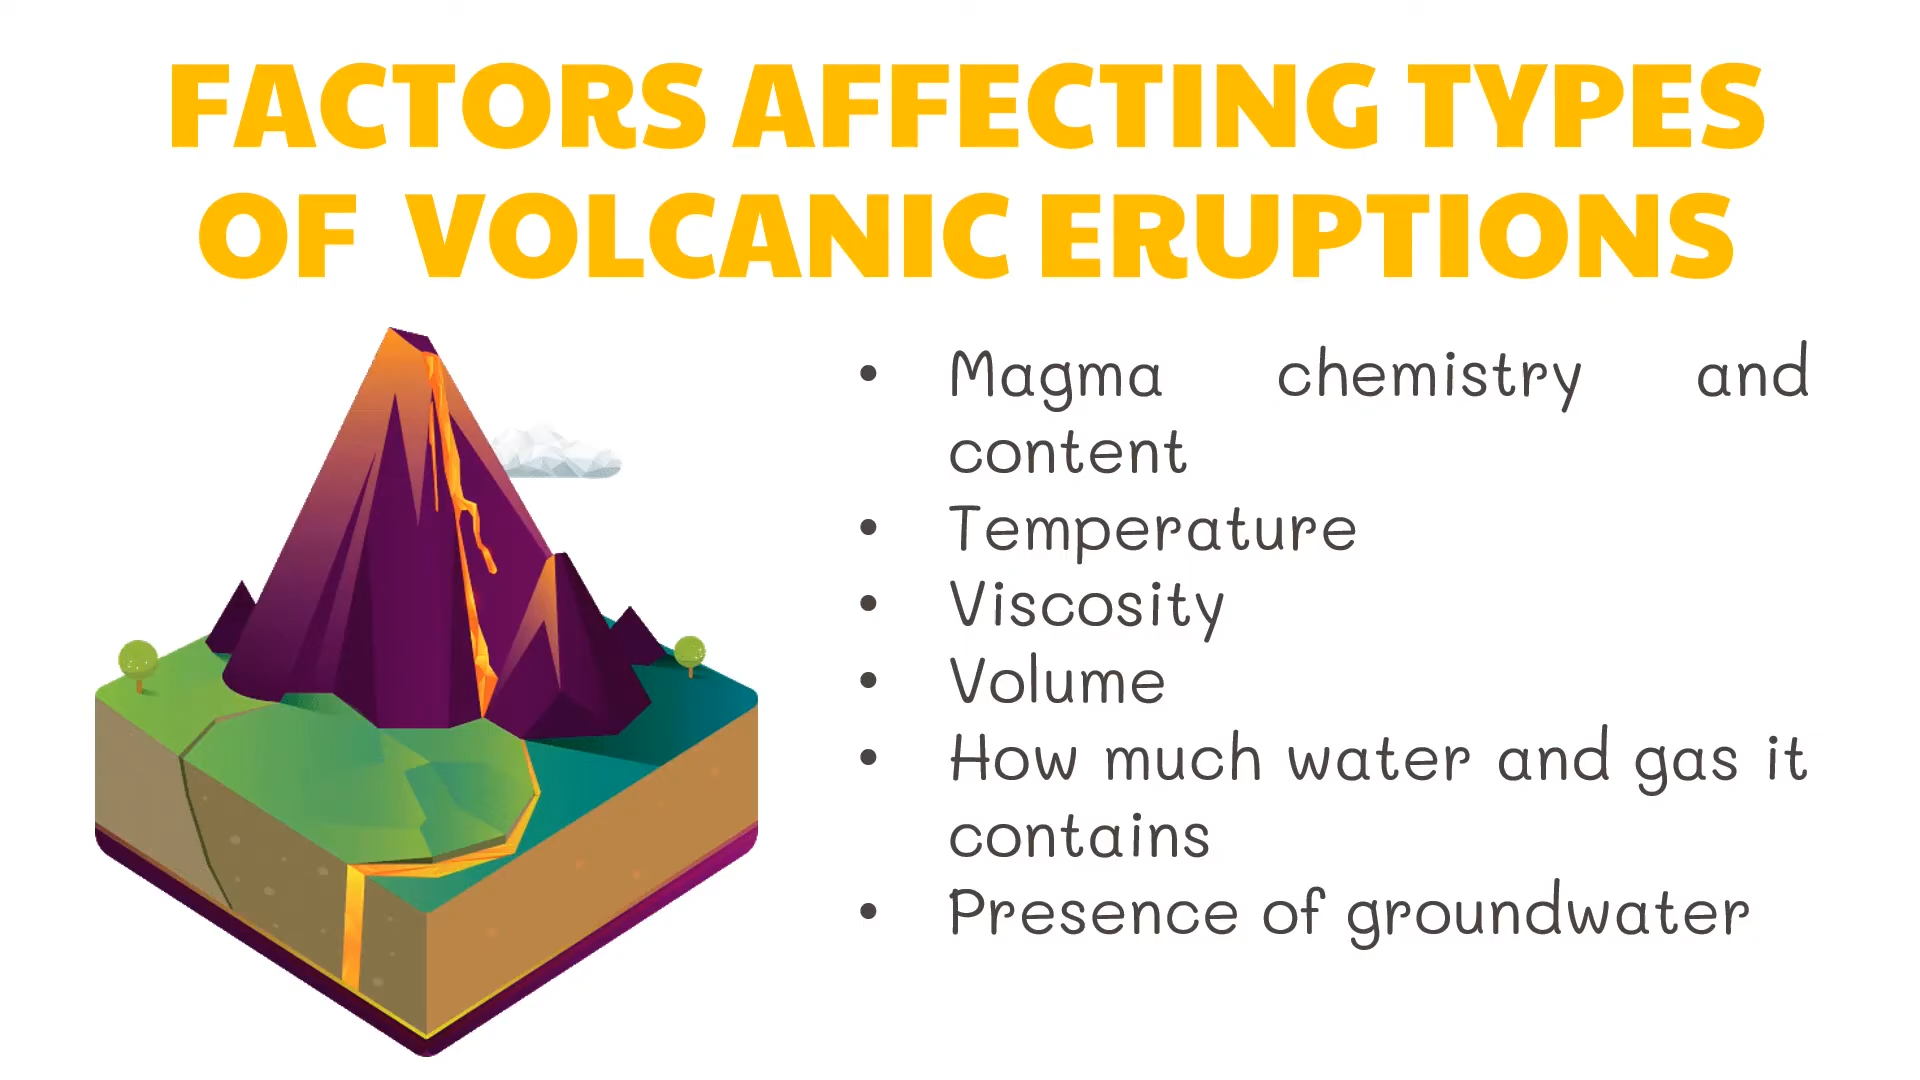 FACTORS AFFECTING TYPES
OF VOLCANIC ERUPTIONS
• Magma chemistry and
content
• Temperature
• Viscosity
• Volume
• How much water and gas it
contains
• Presence of groundwater